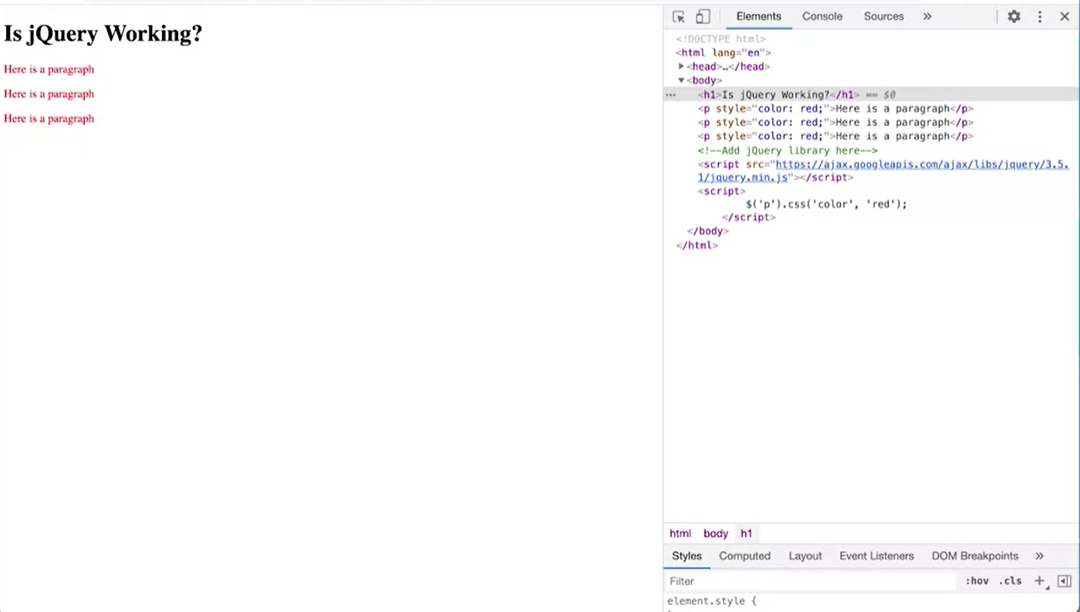 Is jQuery Working?
Here is a paragraph
Here is a paragraph
Here is a paragraph
Elements Console Sources »
<!DOCTYPE html>
<html lang="en">
<head>…</head>
<body>
<h1>Is jQuery Working?</h1> == $0
<p style="color: red;">Here is a paragraph</p>
<p style="color: red;">Here is a paragraph</p>
<p style="color: red;">Here is a paragraph</p>
<!--Add jQuery library here-->
<script src="https://ajax.googleapis.com/ajax/libs/jquery/3.5.
1/jquery.min.js"></script>
<script>
$('p').css('color', 'red');
</script>
</body>
</html>
html body h1
Styles Computed Layout Event Listeners DOM Breakpoints »
Filter :hov .cls +
element.style {